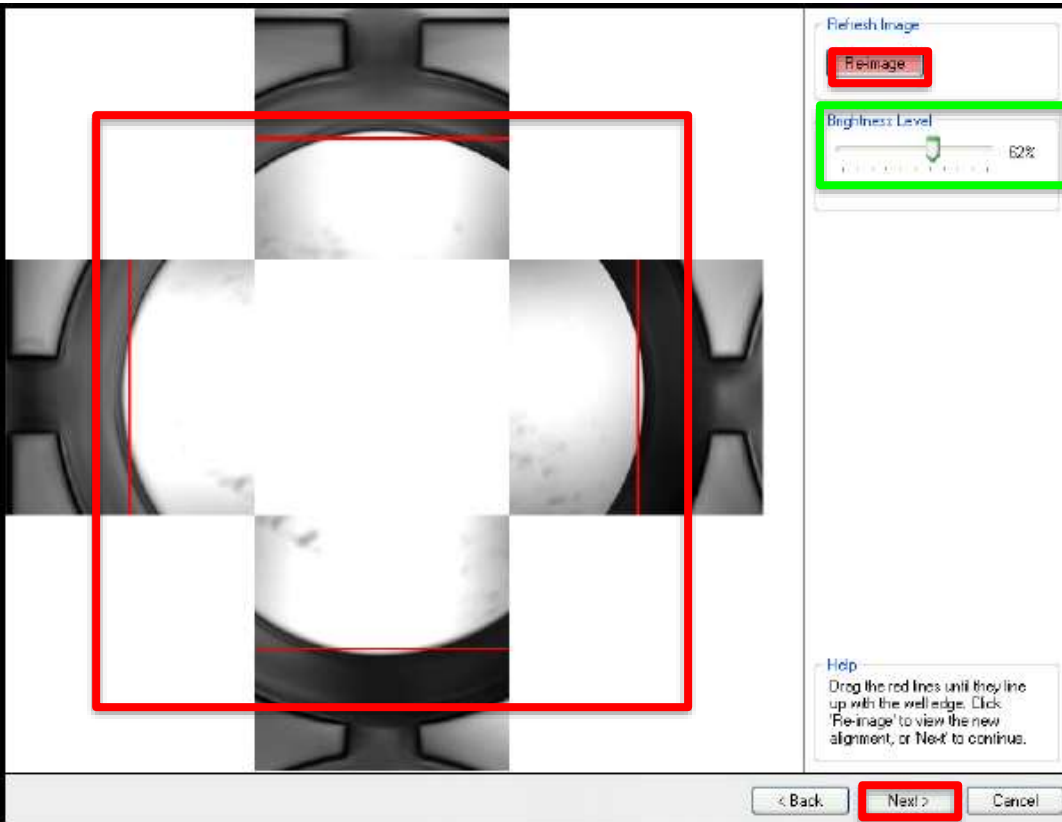 Refresh Image
Re-image
Brightness Level
62%
Help
Drag the red lines until they line
up with the well edge. Click
'Re-image' to view the new
alignment, or 'Next' to continue.
< Back
Next >
Cancel